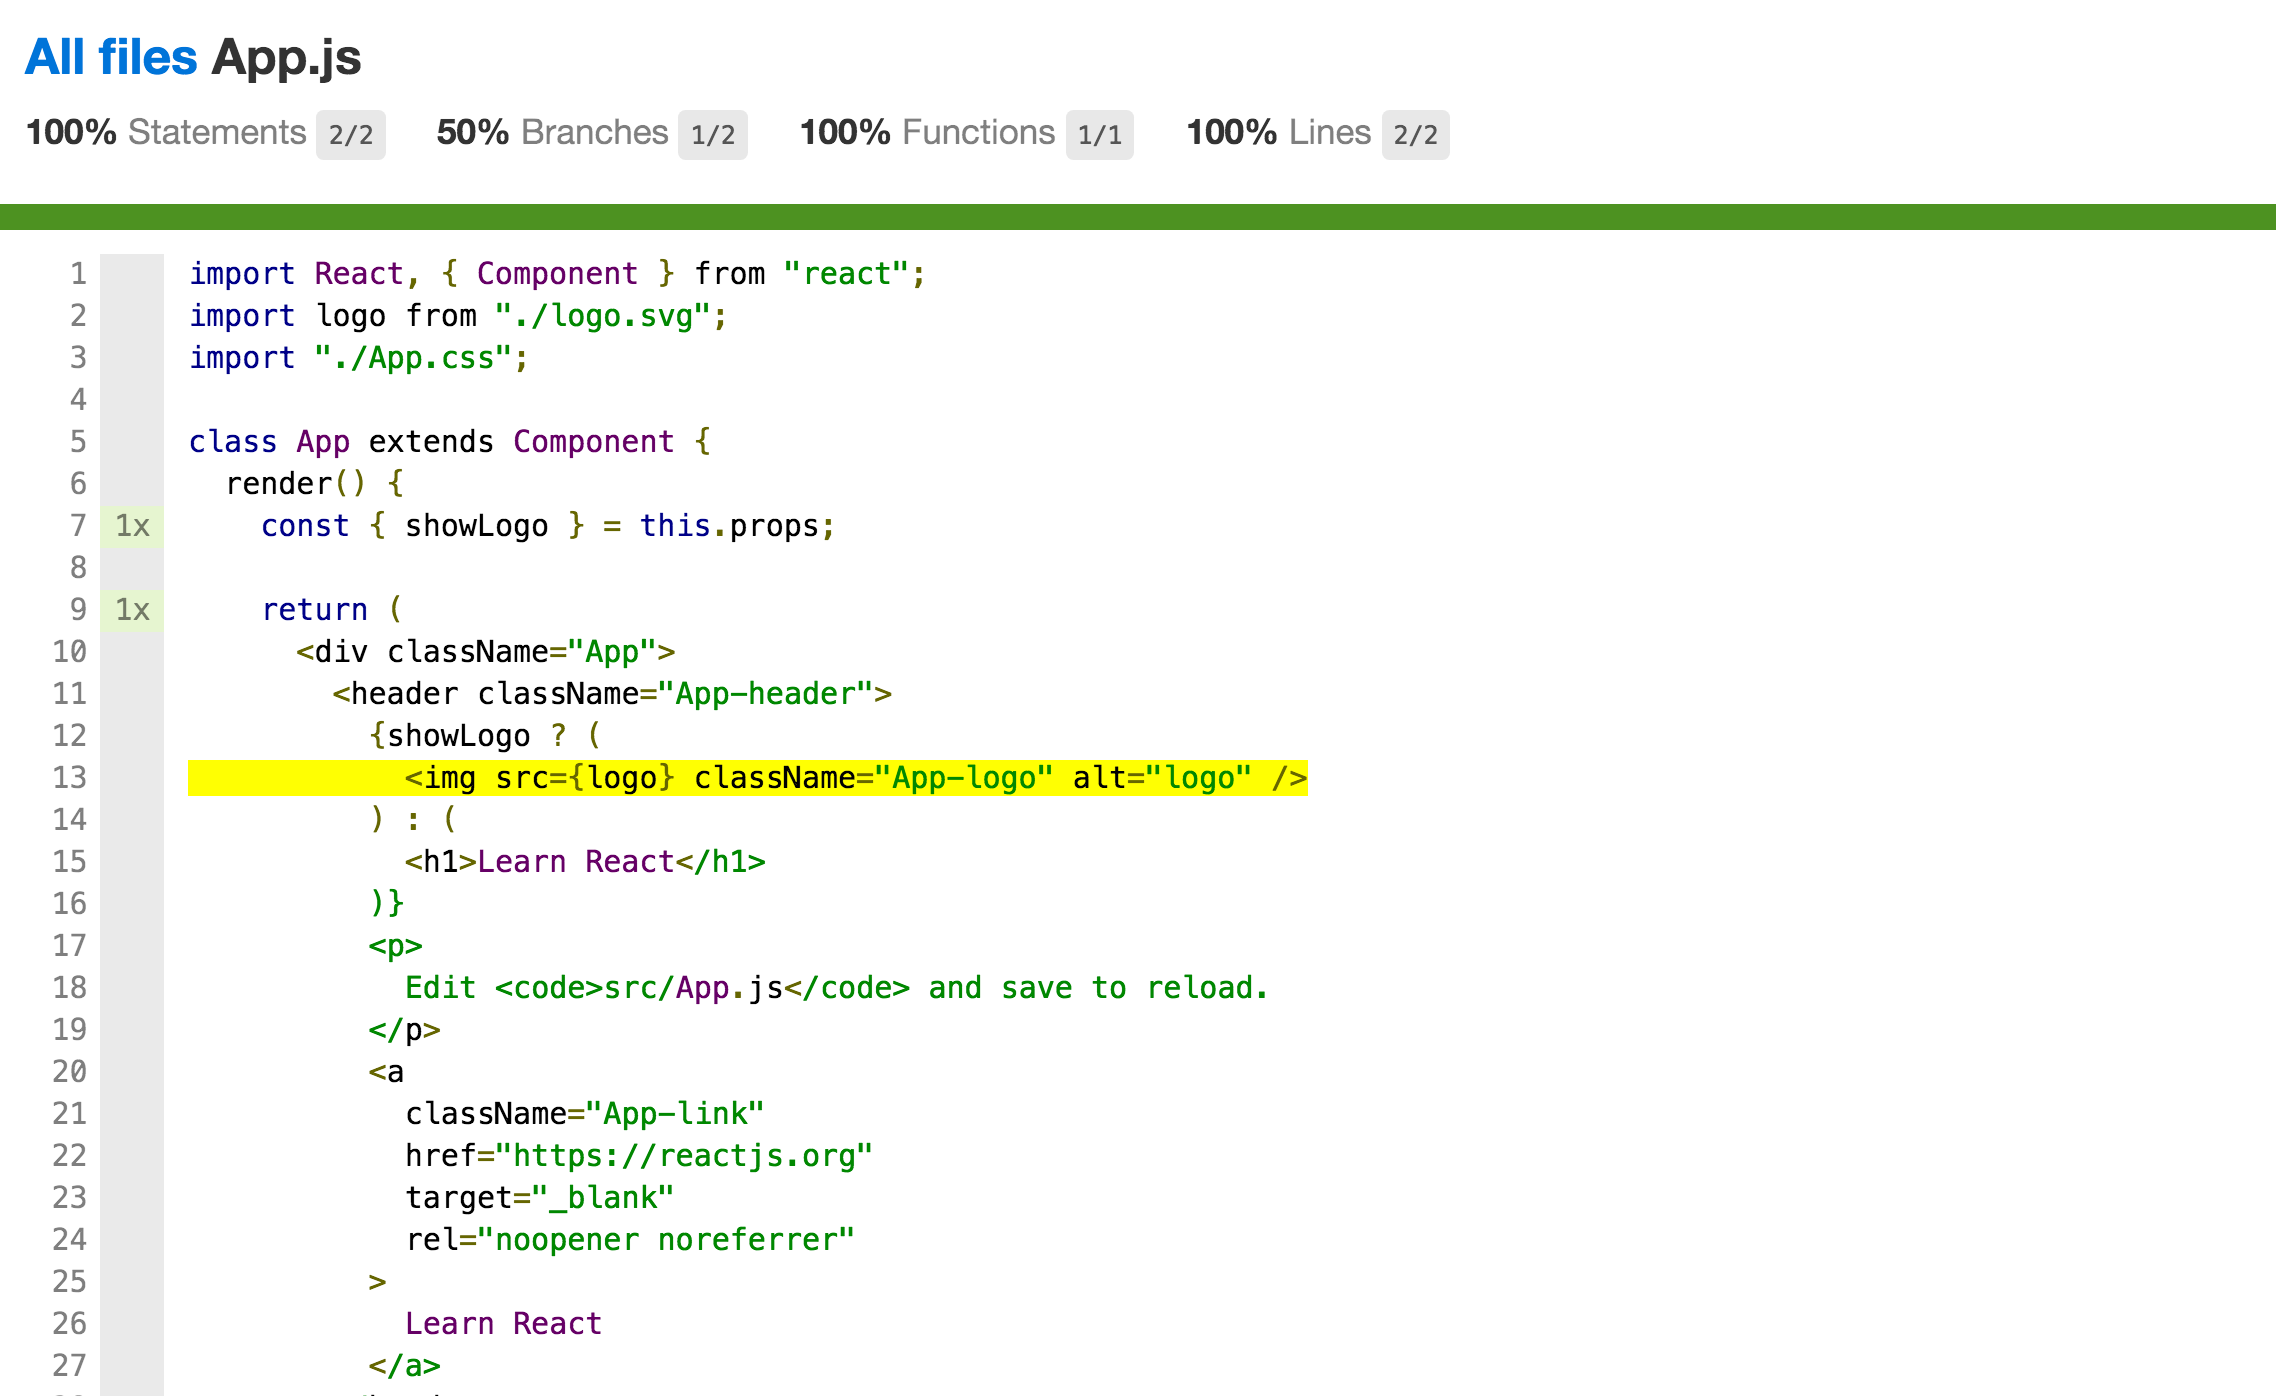 All files App.js
100% Statements 2/2 50% Branches 1/2 100% Functions 1/1 100% Lines 2/2
1 import React, { Component } from "react";
2 import logo from "./logo.svg";
3 import "./App.css";
4
5 class App extends Component {
6 render() {
7 1x const { showLogo } = this.props;
8
9 1x return (
10 <div className="App">
11 <header className="App-header">
12 {showLogo ? (
13 <img src={logo} className="App-logo" alt="logo" />
14 ) : (
15 <h1>Learn React</h1>
16 )}
17 <p>
18 Edit <code>src/App.js</code> and save to reload.
19 </p>
20 <a
21 className="App-link"
22 href="https://reactjs.org"
23 target="_blank"
24 rel="noopener noreferrer"
25 >
26 Learn React
27 </a>